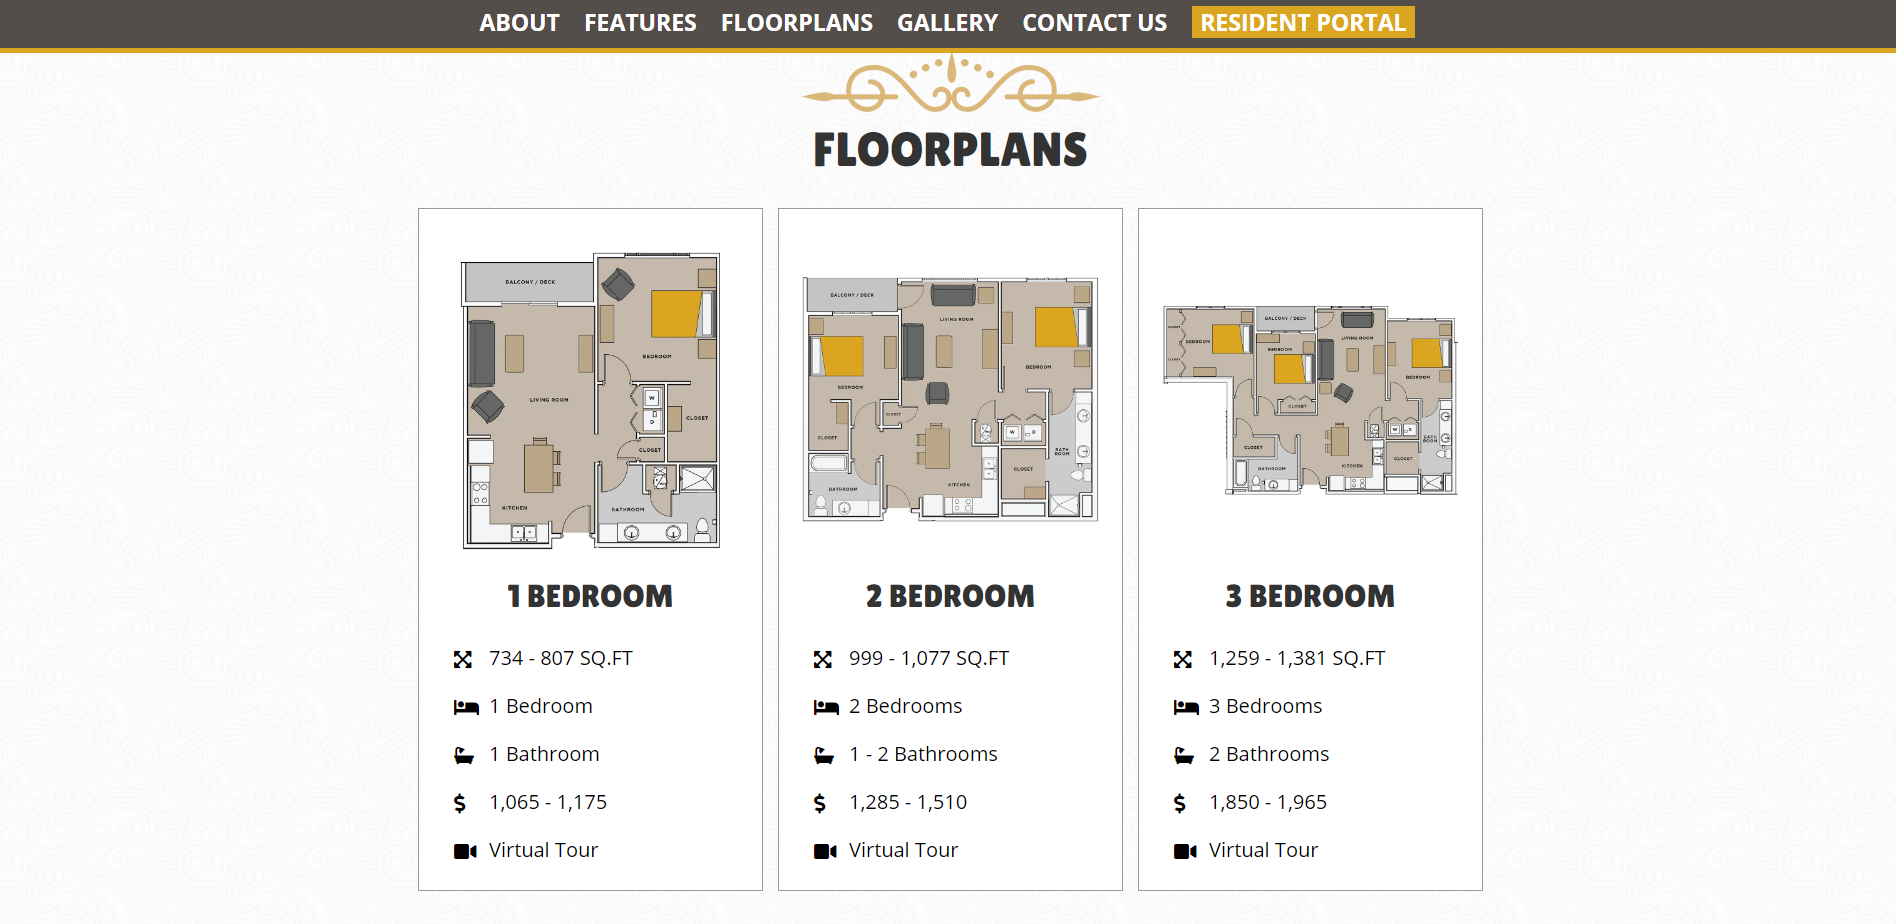 ABOUT FEATURES FLOORPLANS GALLERY CONTACT US RESIDENT PORTAL
FLOORPLANS
BALCONY / DECK
BEDROOM
LIVING ROOM
W
D
CLOSET
CLOSET
KITCHEN
BATHROOM
1 BEDROOM
734 - 807 SQ.FT
1 Bedroom
1 Bathroom
1,065 - 1,175
Virtual Tour
BALCONY / DECK
LIVING ROOM
BEDROOM
BEDROOM
CLOSET
CLOSET
W D
BATH
ROOM
CLOSET
BATHROOM
KITCHEN
2 BEDROOM
999 - 1,077 SQ.FT
2 Bedrooms
1 - 2 Bathrooms
1,285 - 1,510
Virtual Tour
BALCONY / DECK
CLOSET
BEDROOM
LIVING ROOM
BEDROOM
CLOSET
BEDROOM
CLOSET
W D
BATH
ROOM
CLOSET
CLOSET
BATHROOM
KITCHEN
3 BEDROOM
1,259 - 1,381 SQ.FT
3 Bedrooms
2 Bathrooms
1,850 - 1,965
Virtual Tour